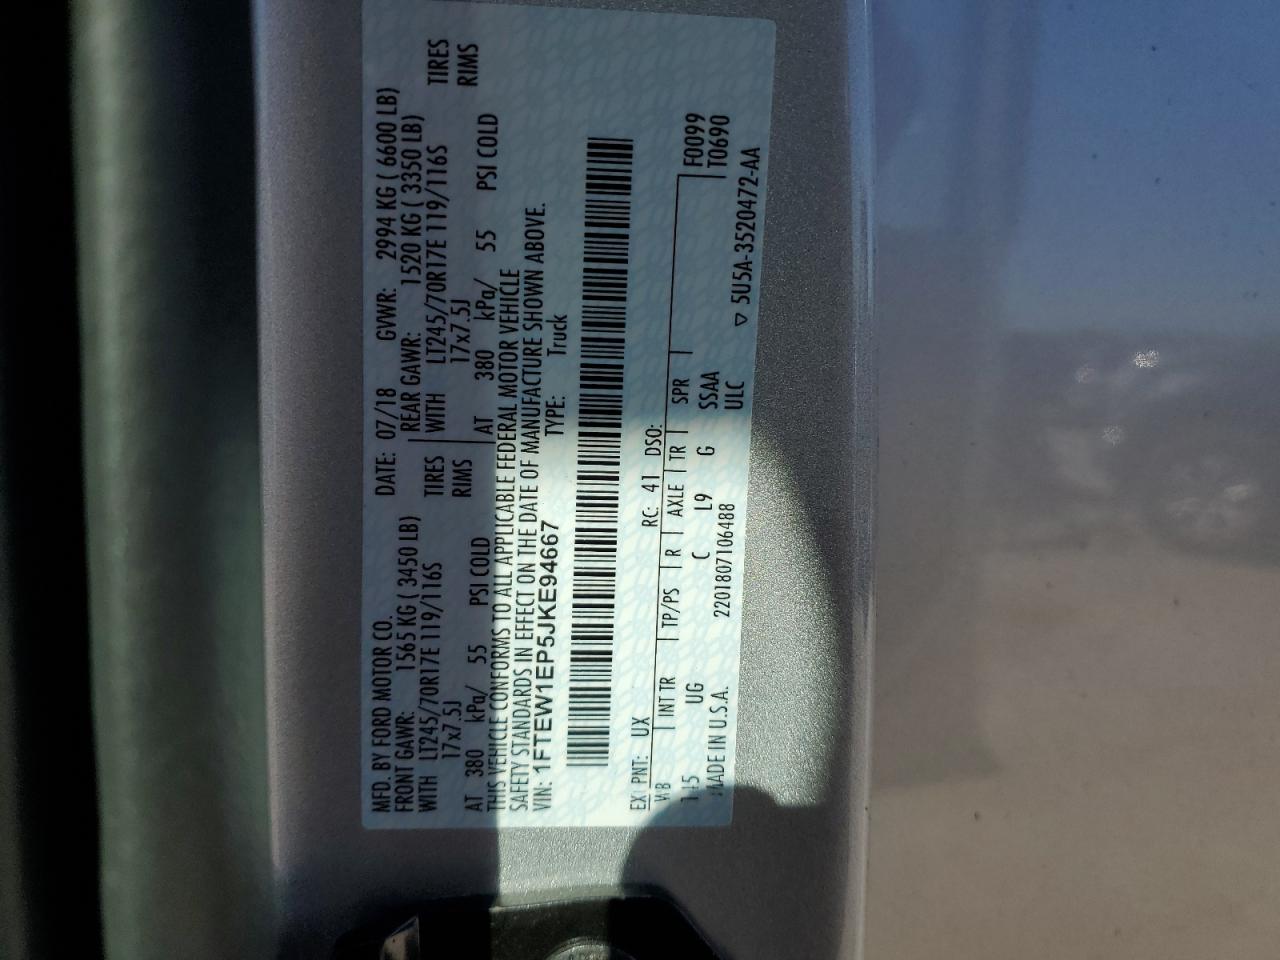 MFD. BY FORD MOTOR CO. DATE: 07/18 GVWR: 2994 KG ( 6600 LB)
FRONT GAWR: 1565 KG ( 3450 LB) REAR GAWR: 1520 KG ( 3350 LB)
WITH LT245/70R17E 119/116S TIRES WITH LT245/70R17E 119/116S TIRES
17x7.5J RIMS 17x7.5J RIMS
AT 380 kPa/ 55 PSI COLD AT 380 kPa/ 55 PSI COLD
THIS VEHICLE CONFORMS TO ALL APPLICABLE FEDERAL MOTOR VEHICLE
SAFETY STANDARDS IN EFFECT ON THE DATE OF MANUFACTURE SHOWN ABOVE.
VIN: 1FTEW1EP5JKE94667 TYPE: Truck
EXT PNT: UX RC: 41 DSO:
WB INT TR TP/PS R AXLE TR SPR F0099
145 UG C L9 G SSAA T0690
MADE IN U.S.A. 2201807106488 ULC ▽ 5U5A-3520472-AA